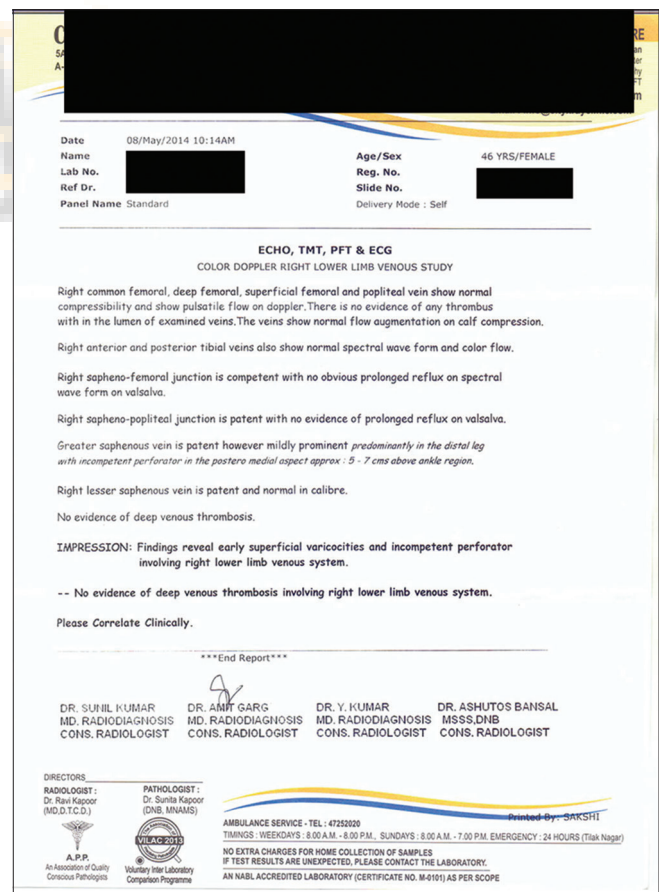 RE
Date 08/May/2014 10:14AM
Name
Age/Sex 46 YRS/FEMALE
Lab No.
Reg. No.
Ref Dr.
Slide No.
Panel Name Standard
Delivery Mode : Self
ECHO, TMT, PFT & ECG
COLOR DOPPLER RIGHT LOWER LIMB VENOUS STUDY
Right common femoral, deep femoral, superficial femoral and popliteal vein show normal
compressibility and show pulsatile flow on doppler.There is no evidence of any thrombus
with in the lumen of examined veins.The veins show normal flow augmentation on calf compression.
Right anterior and posterior tibial veins also show normal spectral wave form and color flow.
Right sapheno-femoral junction is competent with no obvious prolonged reflux on spectral
wave form on valsalva.
Right sapheno-popliteal junction is patent with no evidence of prolonged reflux on valsalva.
Greater saphenous vein is patent however mildly prominent predominantly in the distal leg
with incompetent perforator in the postero medial aspect approx : 5 - 7 cms above ankle region.
Right lesser saphenous vein is patent and normal in calibre.
No evidence of deep venous thrombosis.
IMPRESSION: Findings reveal early superficial varicocities and incompetent perforator
involving right lower limb venous system.
-- No evidence of deep venous thrombosis involving right lower limb venous system.
Please Correlate Clinically.
***End Report***
DR. SUNIL KUMAR DR. AMIT GARG DR. Y. KUMAR DR. ASHUTOS BANSAL
MD. RADIODIAGNOSIS MD. RADIODIAGNOSIS MD. RADIODIAGNOSIS MSSS,DNB
CONS. RADIOLOGIST CONS. RADIOLOGIST CONS. RADIOLOGIST CONS. RADIOLOGIST
DIRECTORS
RADIOLOGIST : PATHOLOGIST :
Dr. Ravi Kapoor Dr. Sunita Kapoor
(MD,D.T.C.D.) (DNB, MNAMS)
Printed By: SAKSHI
AMBULANCE SERVICE - TEL : 47252020
TIMINGS : WEEKDAYS : 8.00 A.M. - 8.00 P.M., SUNDAYS : 8.00 A.M. - 7.00 P.M. EMERGENCY : 24 HOURS (Tilak Nagar)
VILAC 2013
NO EXTRA CHARGES FOR HOME COLLECTION OF SAMPLES
IF TEST RESULTS ARE UNEXPECTED, PLEASE CONTACT THE LABORATORY.
A.P.P.
An Association of Quality
Conscious Pathologists
Voluntary Inter Laboratory
Comparison Programme
AN NABL ACCREDITED LABORATORY (CERTIFICATE NO. M-0101) AS PER SCOPE